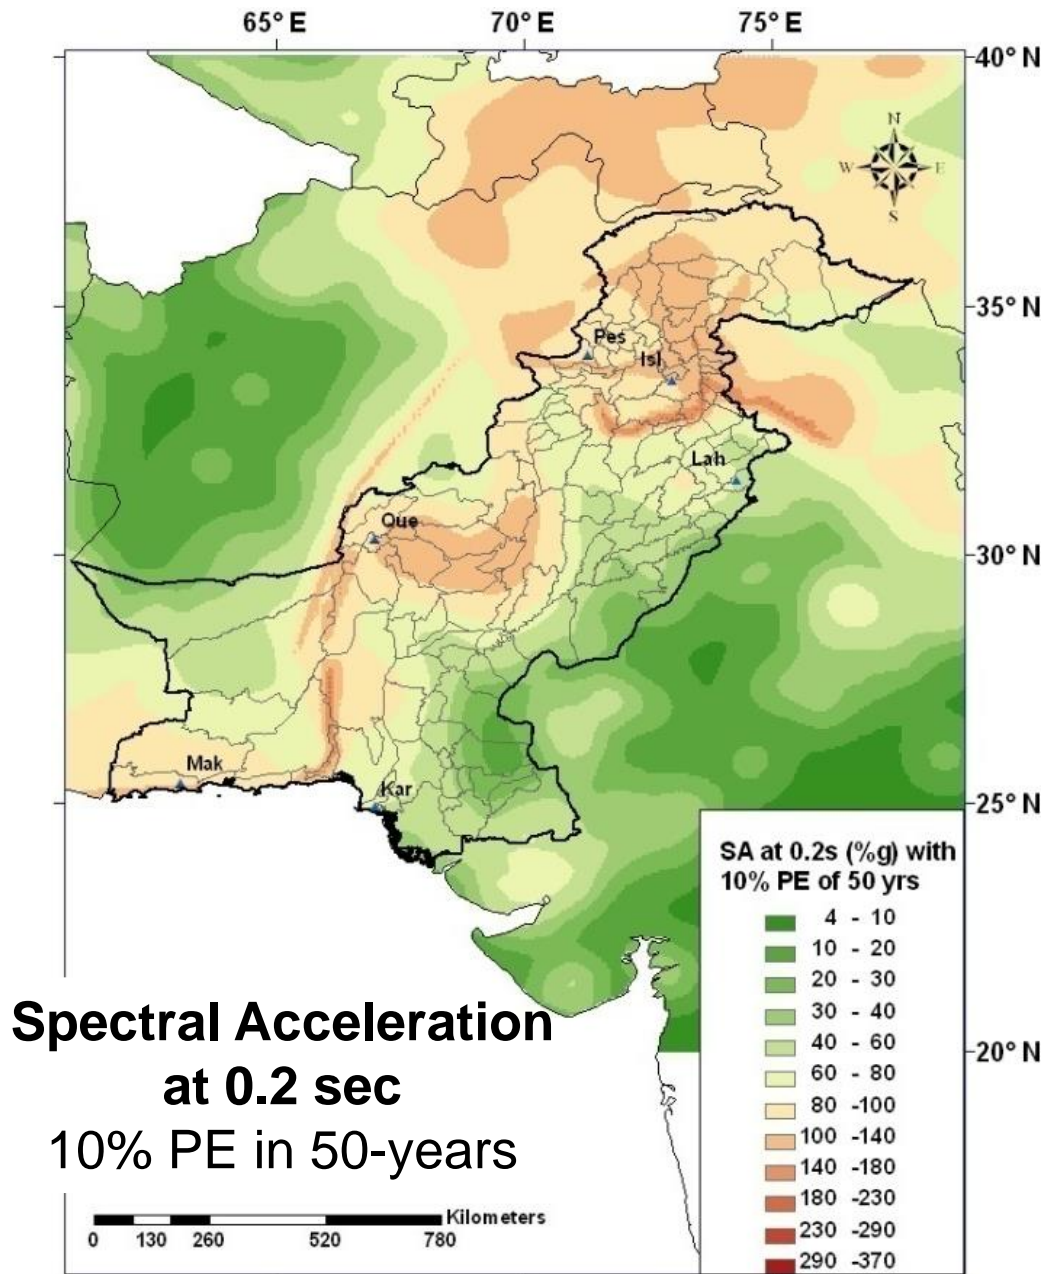 65° E 70° E 75° E
40° N
N
W E
S
35° N
Pes
Isl
Lah
Que
30° N
Mak
Kar
25° N
SA at 0.2s (%g) with
10% PE of 50 yrs
4 - 10
10 - 20
20 - 30
30 - 40
40 - 60
60 - 80
80 -100
100 -140
140 -180
180 -230
230 -290
290 -370
20° N
Spectral Acceleration
at 0.2 sec
10% PE in 50-years
Kilometers
0 130 260 520 780